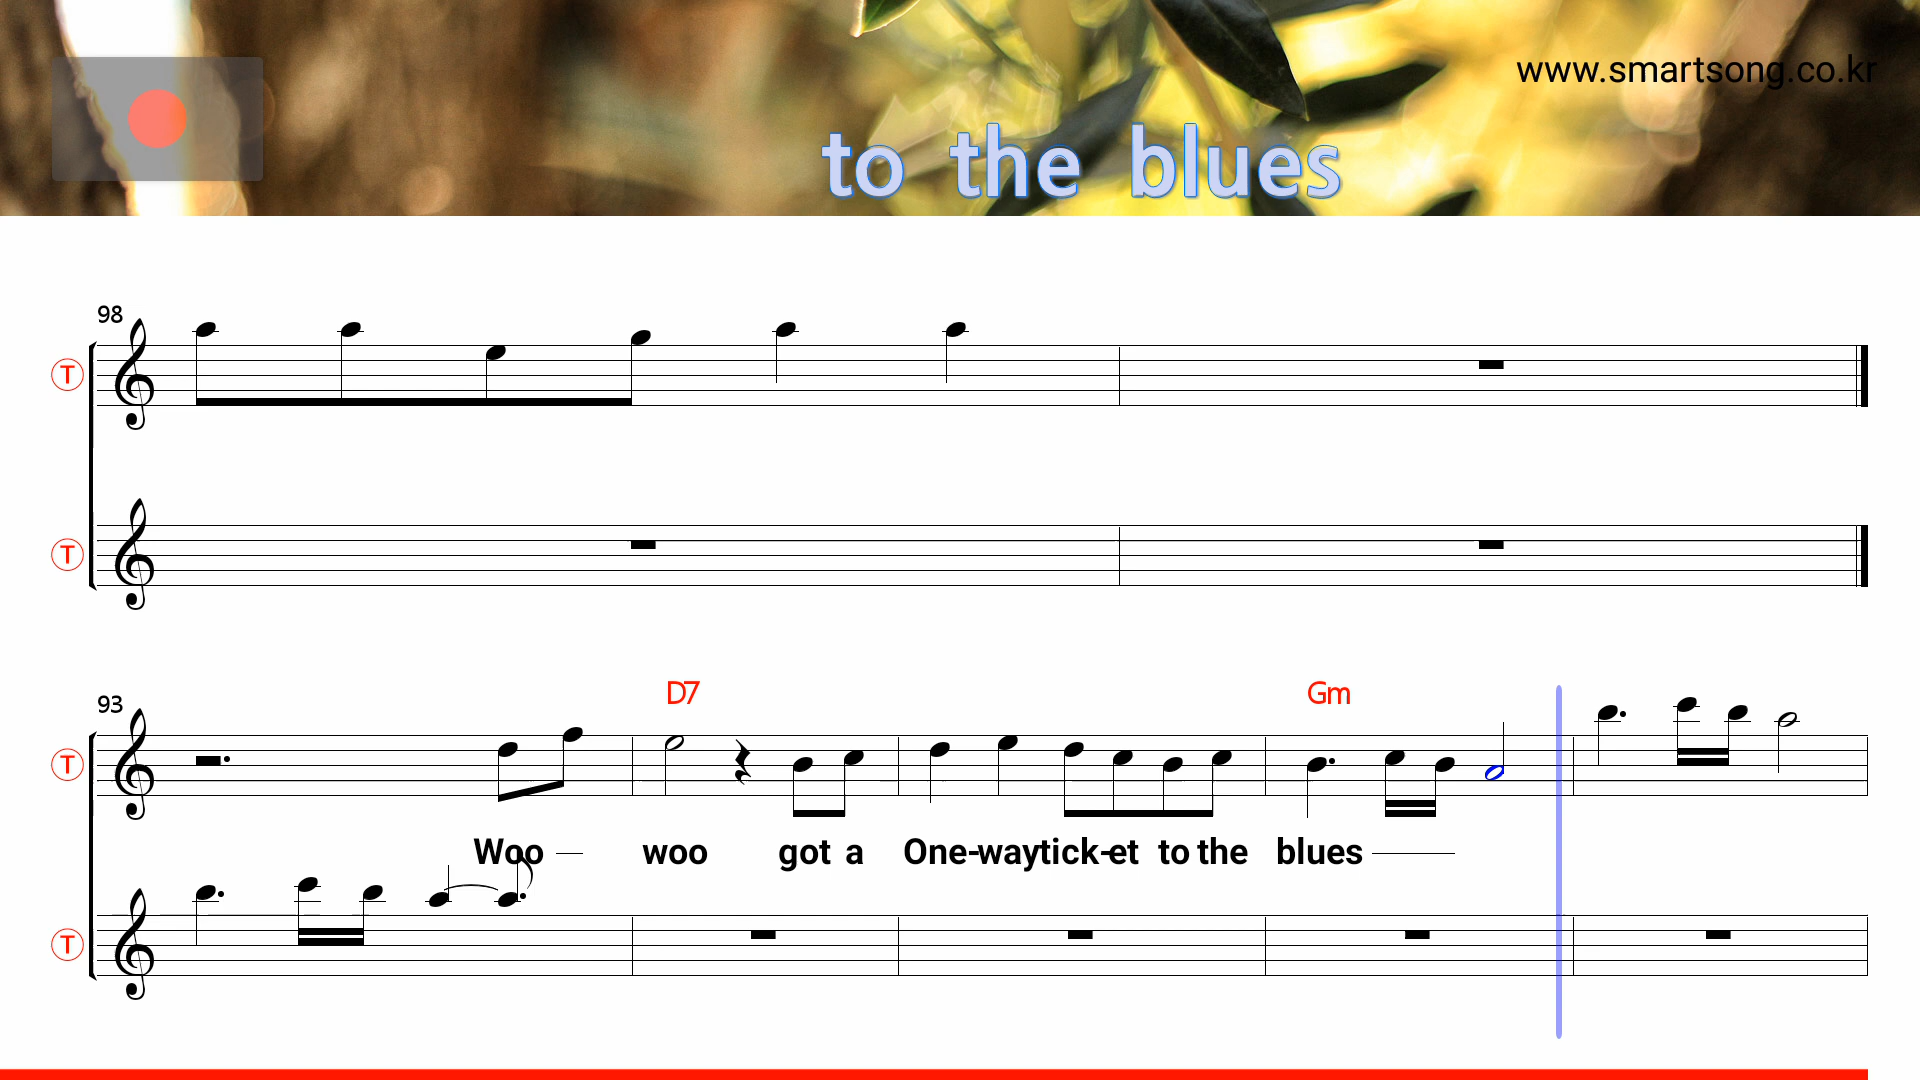 www.smartsong.co.kr
to the blues
98
T
T
93
D7 Gm
T
Woo woo got a One-way tick-et to the blues
T